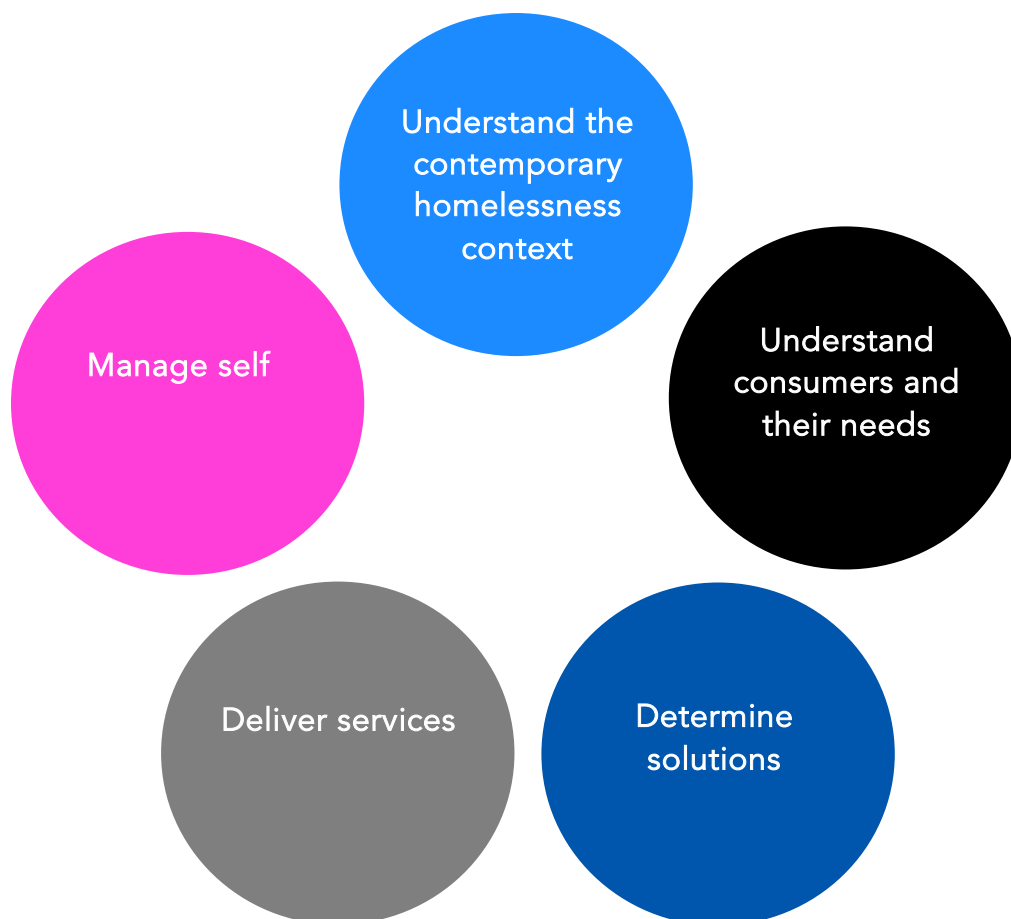 Understand the
contemporary
homelessness
context
Understand
consumers and
their needs
Determine
solutions
Deliver services
Manage self